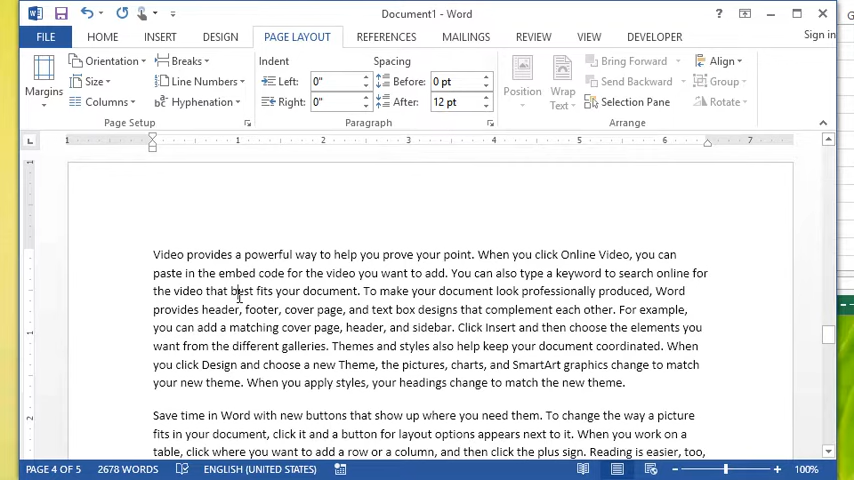 Document1 - Word
?
G
FILE HOME INSERT DESIGN PAGE LAYOUT REFERENCES MAILINGS REVIEW VIEW DEVELOPER Sign in
Orientation Breaks Indent Spacing Bring Forward Align
Margins Size Line Numbers Left: 0" Before: 0 pt Position Wrap Text Send Backward Group
Columns Hyphenation Right: 0" After: 12 pt Selection Pane Rotate
Page Setup Paragraph Arrange
1 1 2 3 4 5 6 7
Video provides a powerful way to help you prove your point. When you click Online Video, you can
paste in the embed code for the video you want to add. You can also type a keyword to search online for
the video that best fits your document. To make your document look professionally produced, Word
provides header, footer, cover page, and text box designs that complement each other. For example,
you can add a matching cover page, header, and sidebar. Click Insert and then choose the elements you
want from the different galleries. Themes and styles also help keep your document coordinated. When
you click Design and choose a new Theme, the pictures, charts, and SmartArt graphics change to match
your new theme. When you apply styles, your headings change to match the new theme.
Save time in Word with new buttons that show up where you need them. To change the way a picture
fits in your document, click it and a button for layout options appears next to it. When you work on a
table, click where you want to add a row or a column, and then click the plus sign. Reading is easier, too,
PAGE 4 OF 5 2678 WORDS ENGLISH (UNITED STATES) 100%